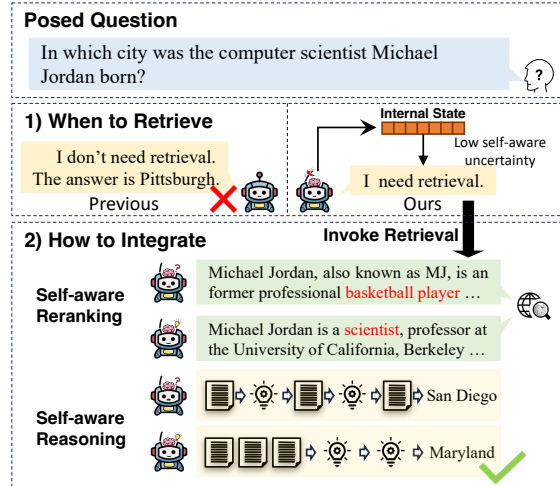 Posed Question
In which city was the computer scientist Michael
Jordan born?
?
1) When to Retrieve
I don't need retrieval.
The answer is Pittsburgh.
Previous
Internal State
Low self-aware
uncertainty
I need retrieval.
Ours
2) How to Integrate
Invoke Retrieval
Self-aware
Reranking
Michael Jordan, also known as MJ, is an
former professional basketball player ...
Michael Jordan is a scientist, professor at
the University of California, Berkeley ...
Self-aware
Reasoning
San Diego
Maryland